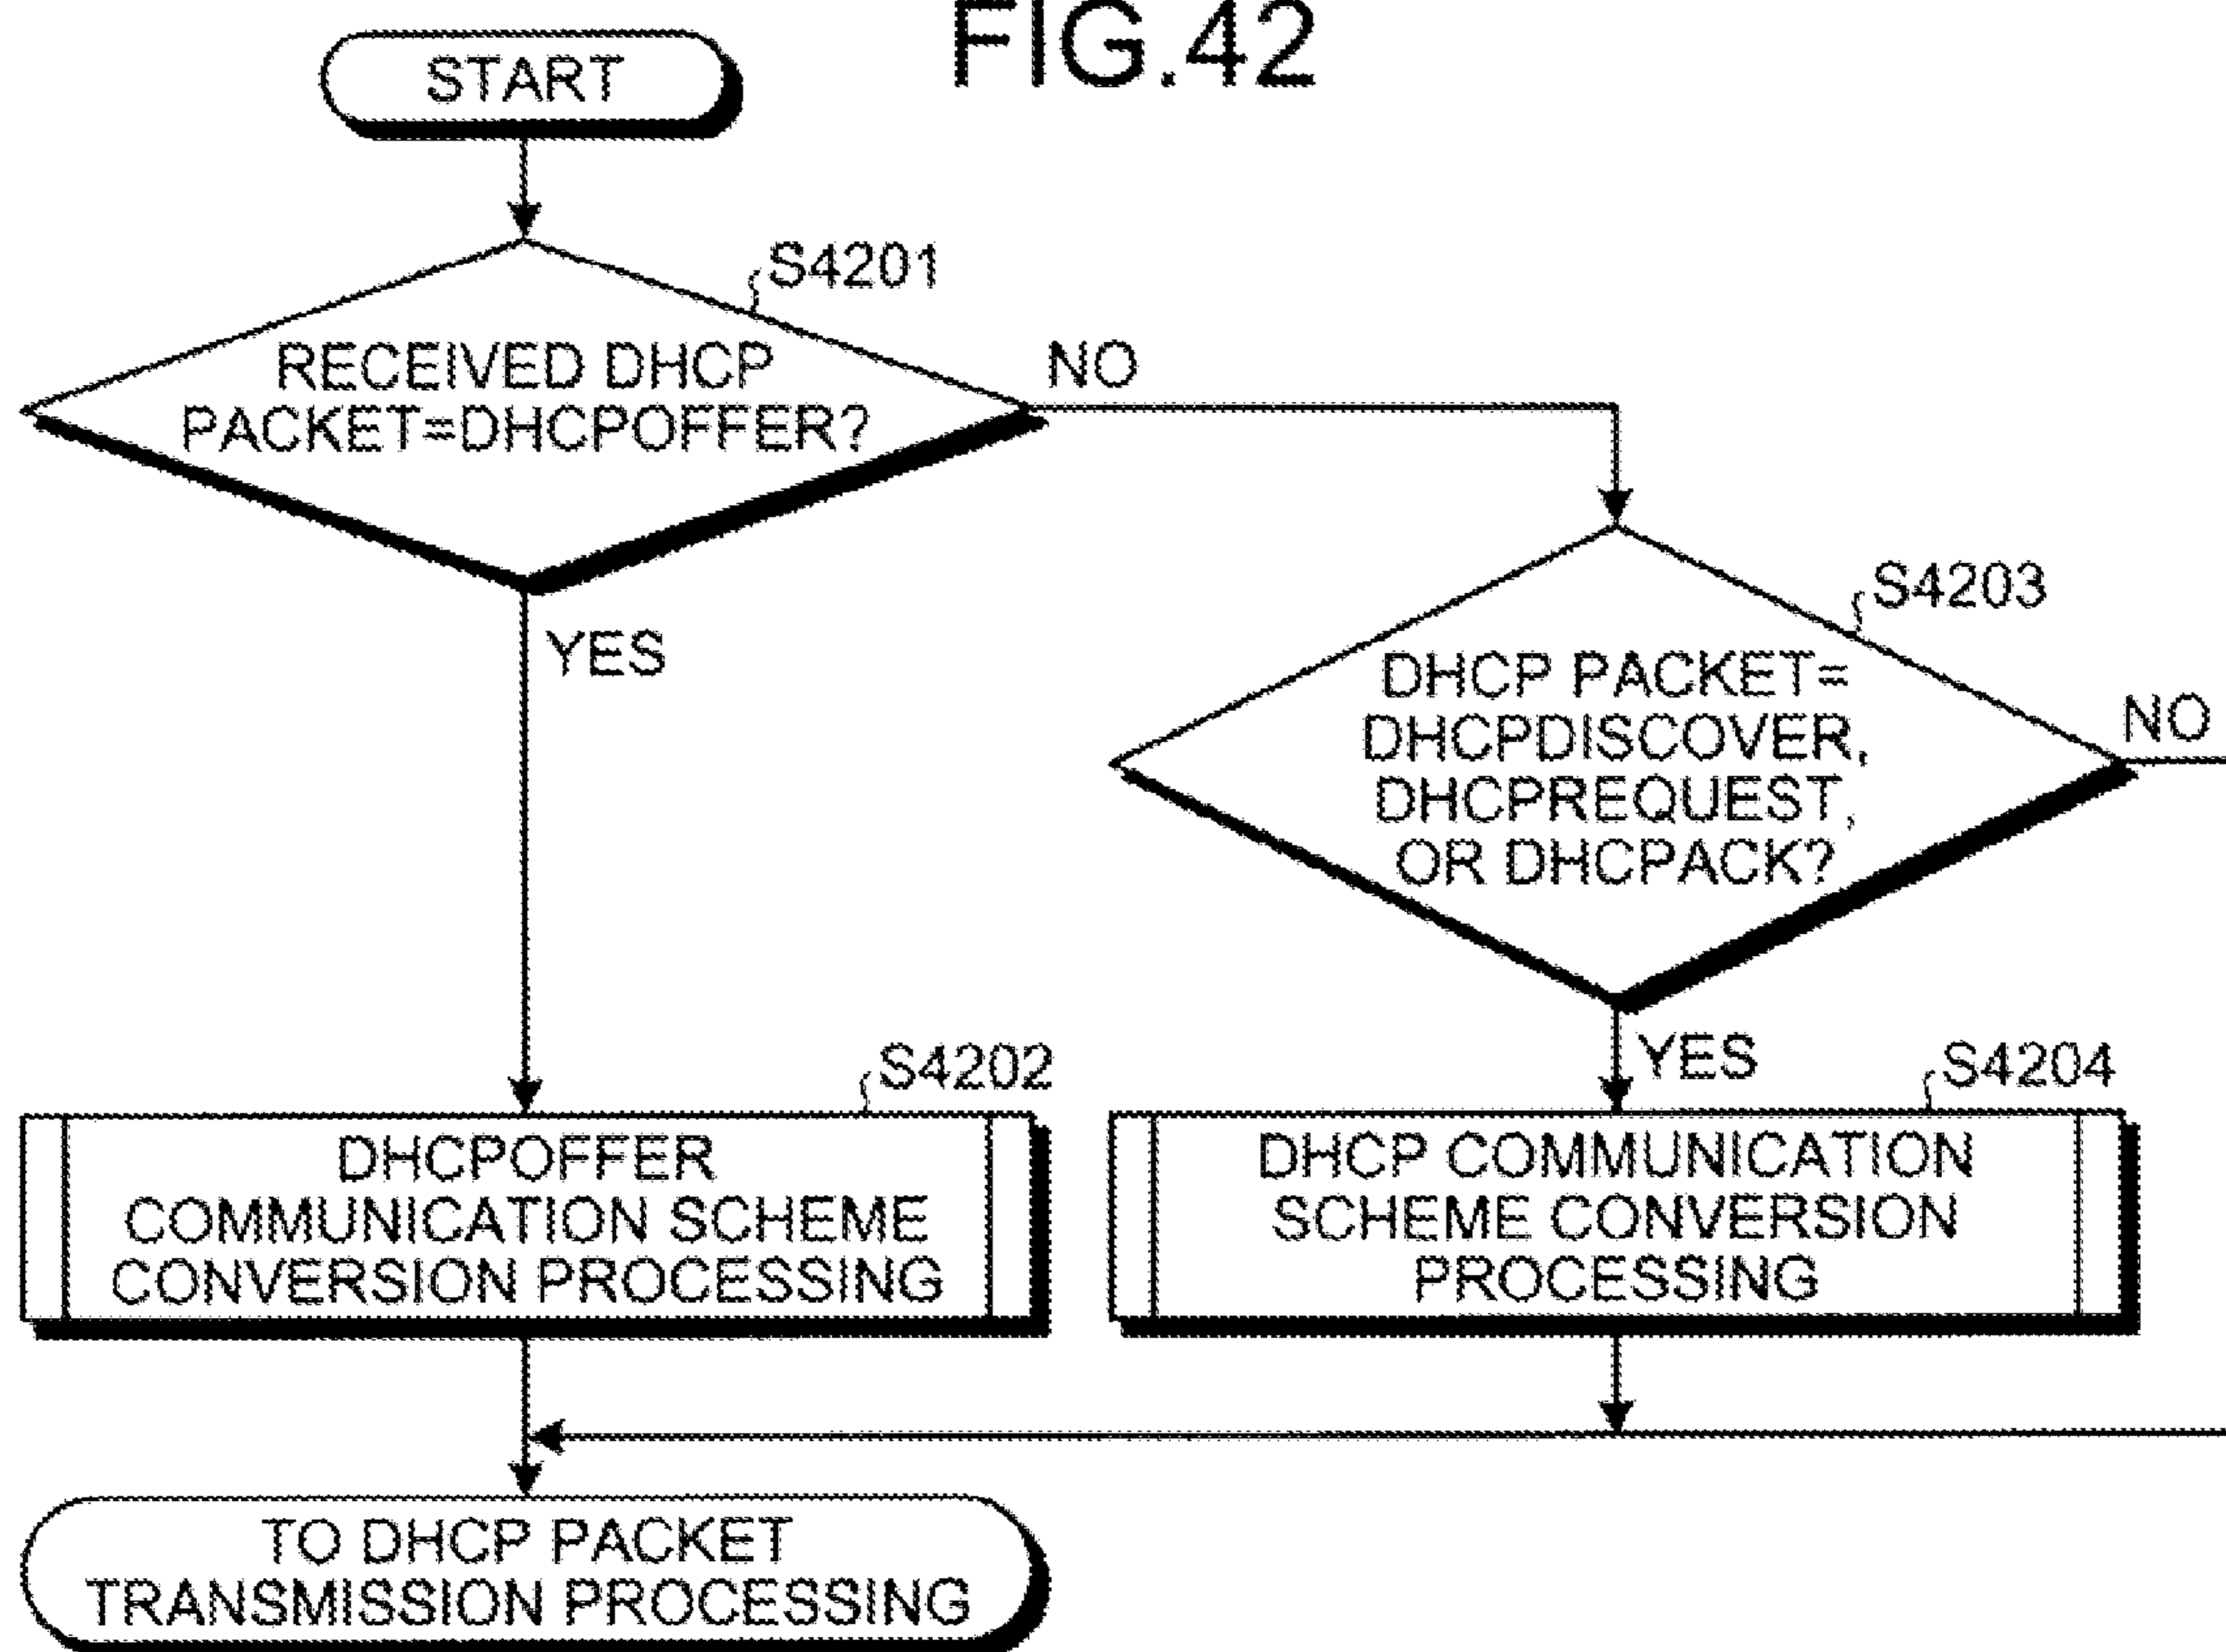 FIG.42
START
S4201
RECEIVED DHCP
PACKET=DHCPOFFER?
NO
YES
S4203
DHCP PACKET=
DHCPDISCOVER,
DHCPREQUEST,
OR DHCPACK?
NO
YES
S4202
DHCPOFFER
COMMUNICATION SCHEME
CONVERSION PROCESSING
S4204
DHCP COMMUNICATION
SCHEME CONVERSION
PROCESSING
TO DHCP PACKET
TRANSMISSION PROCESSING